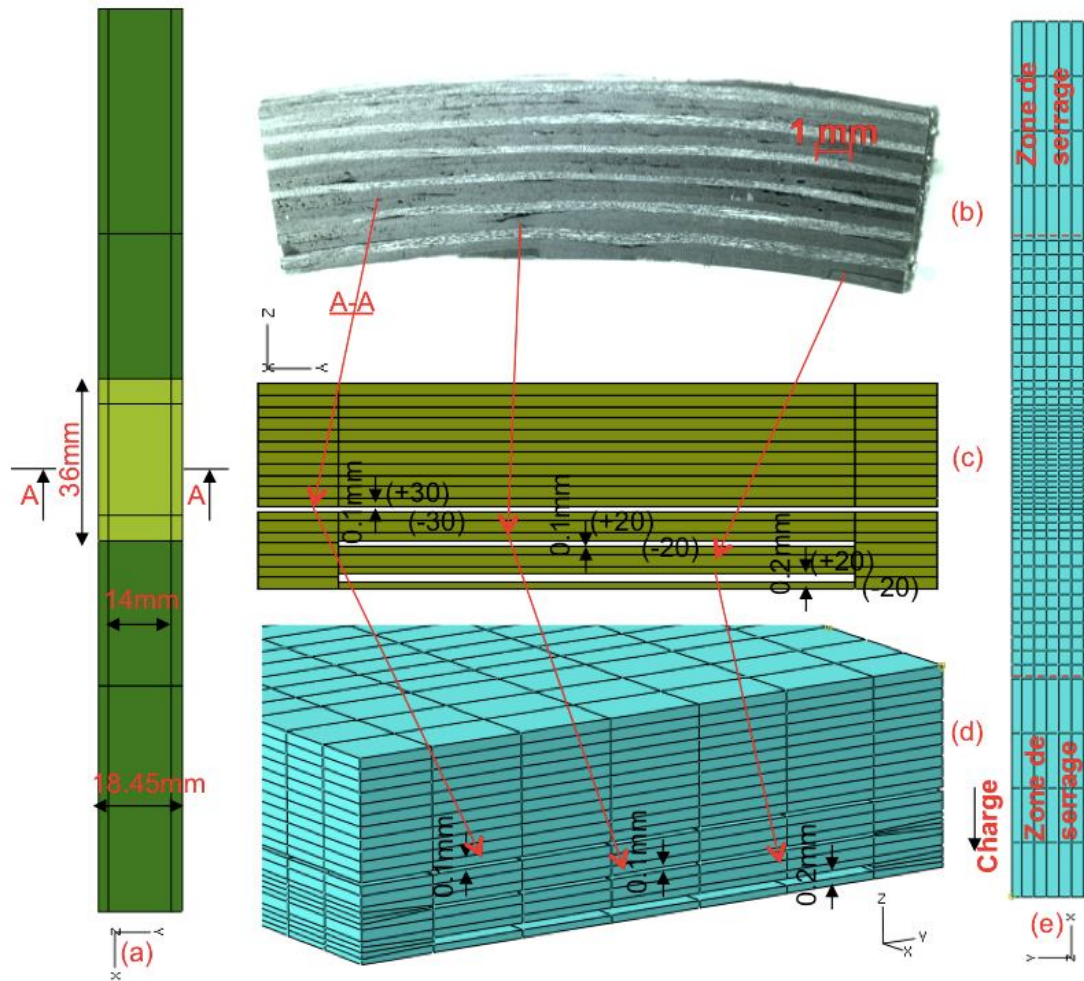 36mm
A
A
14mm
18.45mm
X
Z
Y
(a)
1 mm
(b)
A-A
Z
X
Y
(c)
0.1mm
(+30)
(-30)
0.1mm
(+20)
(-20)
0.2mm
(+20)
(-20)
(d)
0.1mm
0.1mm
0.2mm
Z
Y
X
Zone de
serrage
Charge
Zone de
serrage
(e)
X
Y
Z